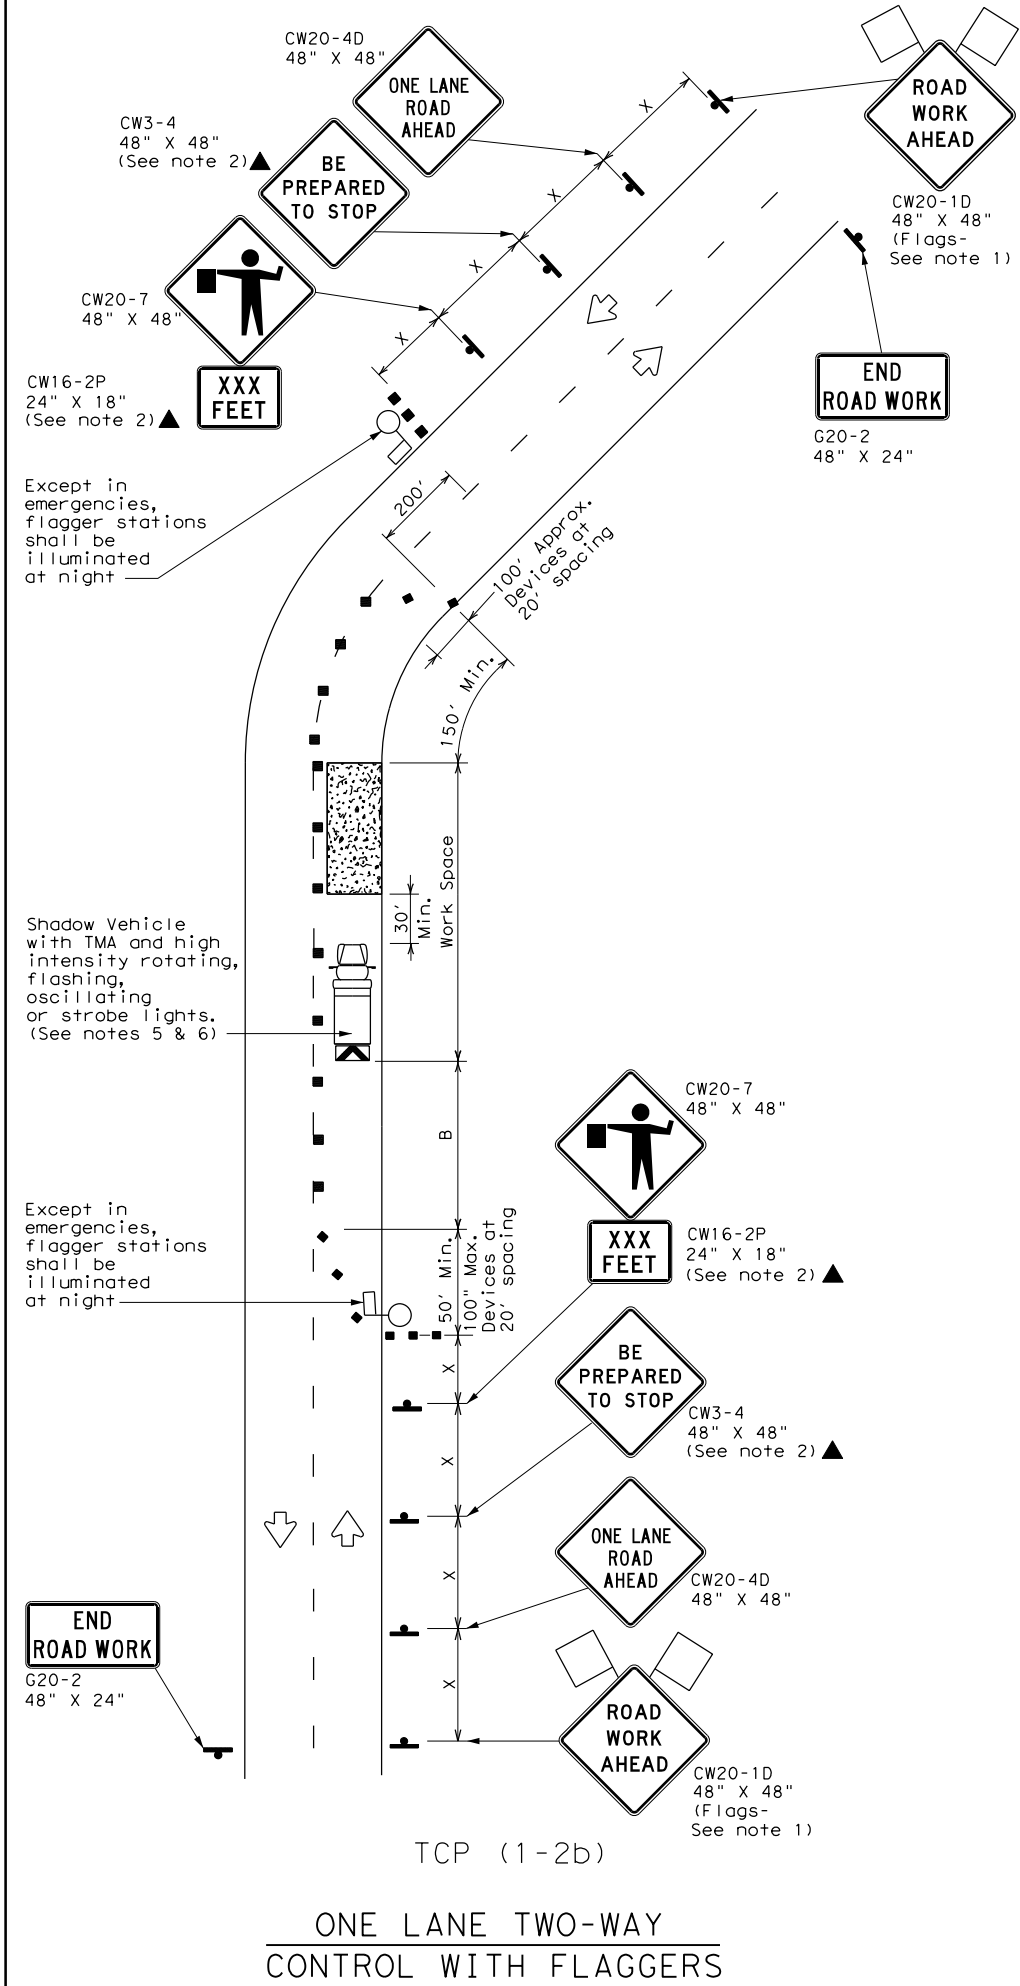 CW20-4D
48" X 48"
ONE LANE
ROAD
AHEAD
ROAD
WORK
AHEAD
CW20-1D
48" X 48"
(Flags-
See note 1)
CW3-4
48" X 48"
(See note 2)
BE
PREPARED
TO STOP
X
X
X
X
CW20-7
48" X 48"
CW16-2P
24" X 18"
(See note 2)
XXX
FEET
END
ROAD WORK
G20-2
48" X 24"
Except in
emergencies,
flagger stations
shall be
illuminated
at night
200'
100' Approx.
Devices at
20' spacing
150' Min.
Work Space
30'
Min.
Shadow Vehicle
with TMA and high
intensity rotating,
flashing,
oscillating
or strobe lights.
(See notes 5 & 6)
B
CW20-7
48" X 48"
XXX
FEET
CW16-2P
24" X 18"
(See note 2)
Except in
emergencies,
flagger stations
shall be
illuminated
at night
50' Min.
100" Max.
Devices at
20' spacing
X
X
X
X
BE
PREPARED
TO STOP
CW3-4
48" X 48"
(See note 2)
ONE LANE
ROAD
AHEAD
CW20-4D
48" X 48"
END
ROAD WORK
G20-2
48" X 24"
ROAD
WORK
AHEAD
CW20-1D
48" X 48"
(Flags-
See note 1)
TCP (1-2b)
ONE LANE TWO-WAY
CONTROL WITH FLAGGERS